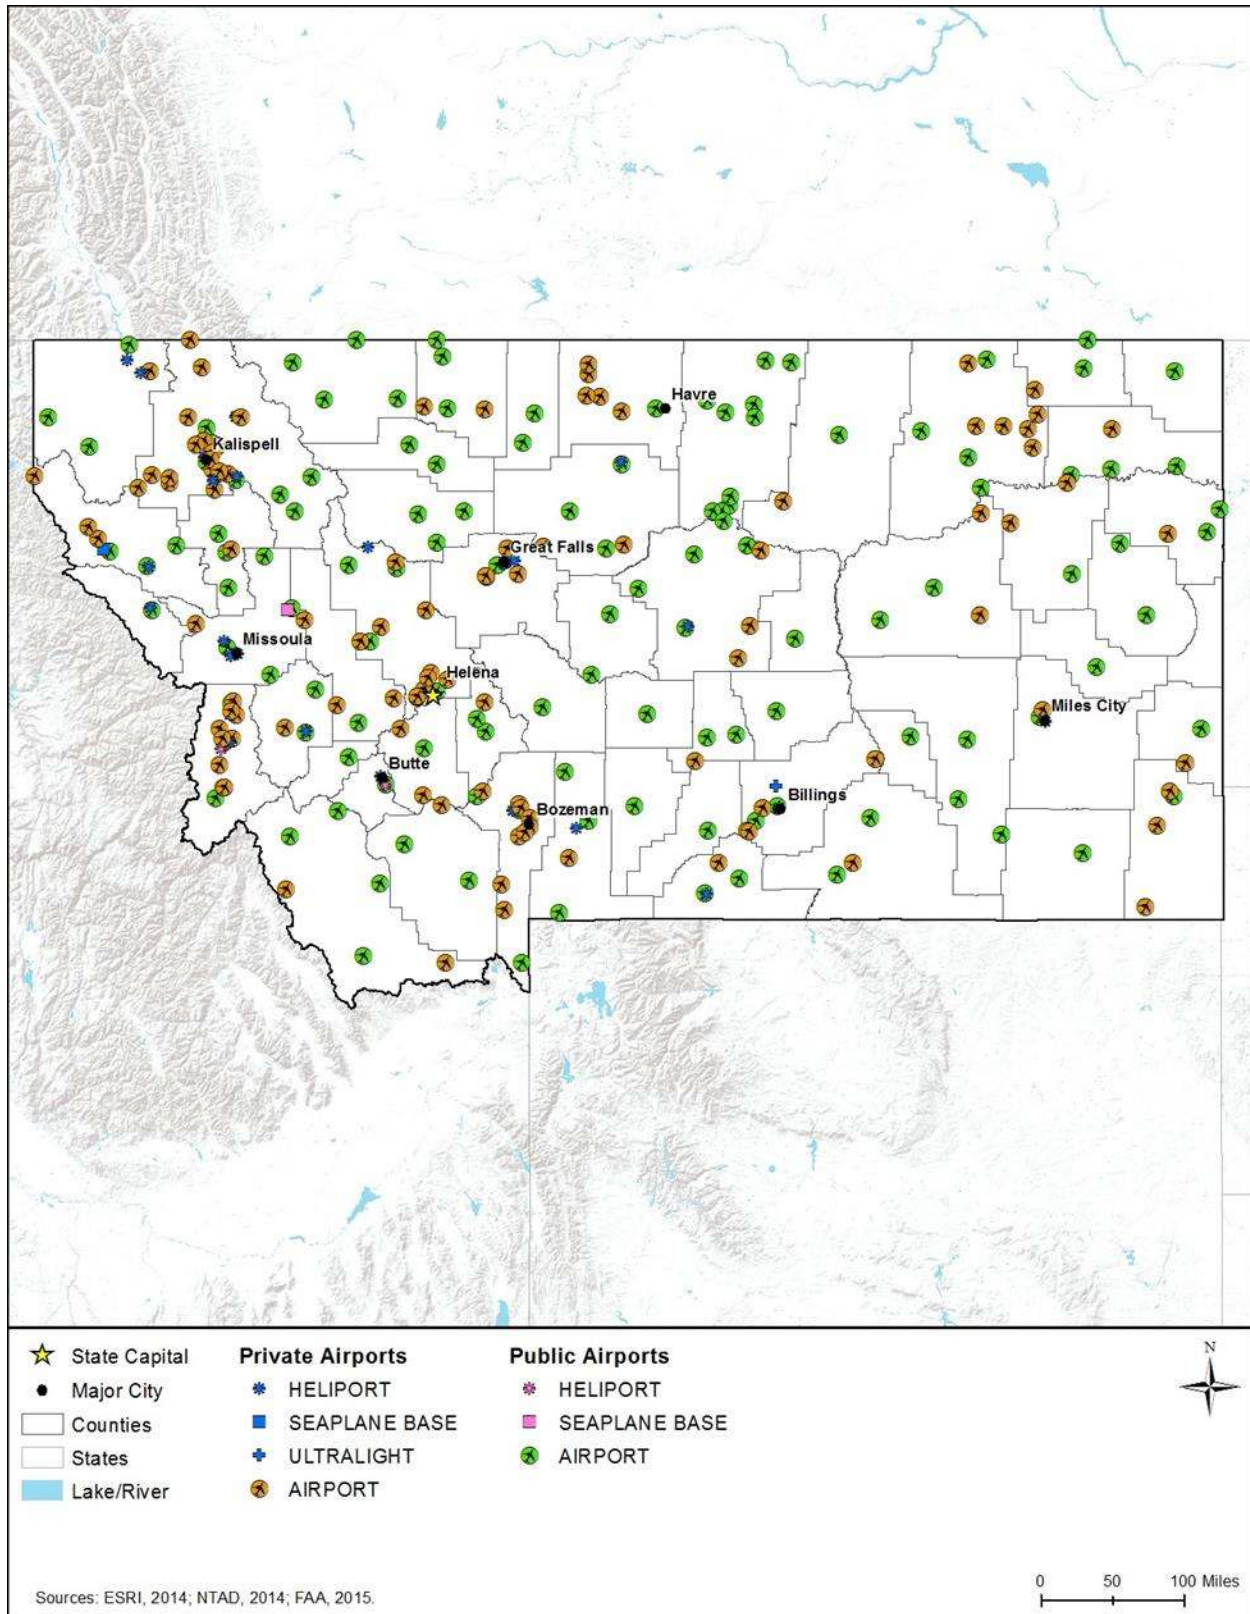 Havre
Kalispell
Great Falls
Missoula
Helena
Miles City
Butte
Billings
Bozeman
State Capital
Major City
Counties
States
Lake/River
Private Airports
HELIPORT
SEAPLANE BASE
ULTRALIGHT
AIRPORT
Public Airports
HELIPORT
SEAPLANE BASE
AIRPORT
N
0 50 100 Miles
Sources: ESRI, 2014; NTAD, 2014; FAA, 2015.